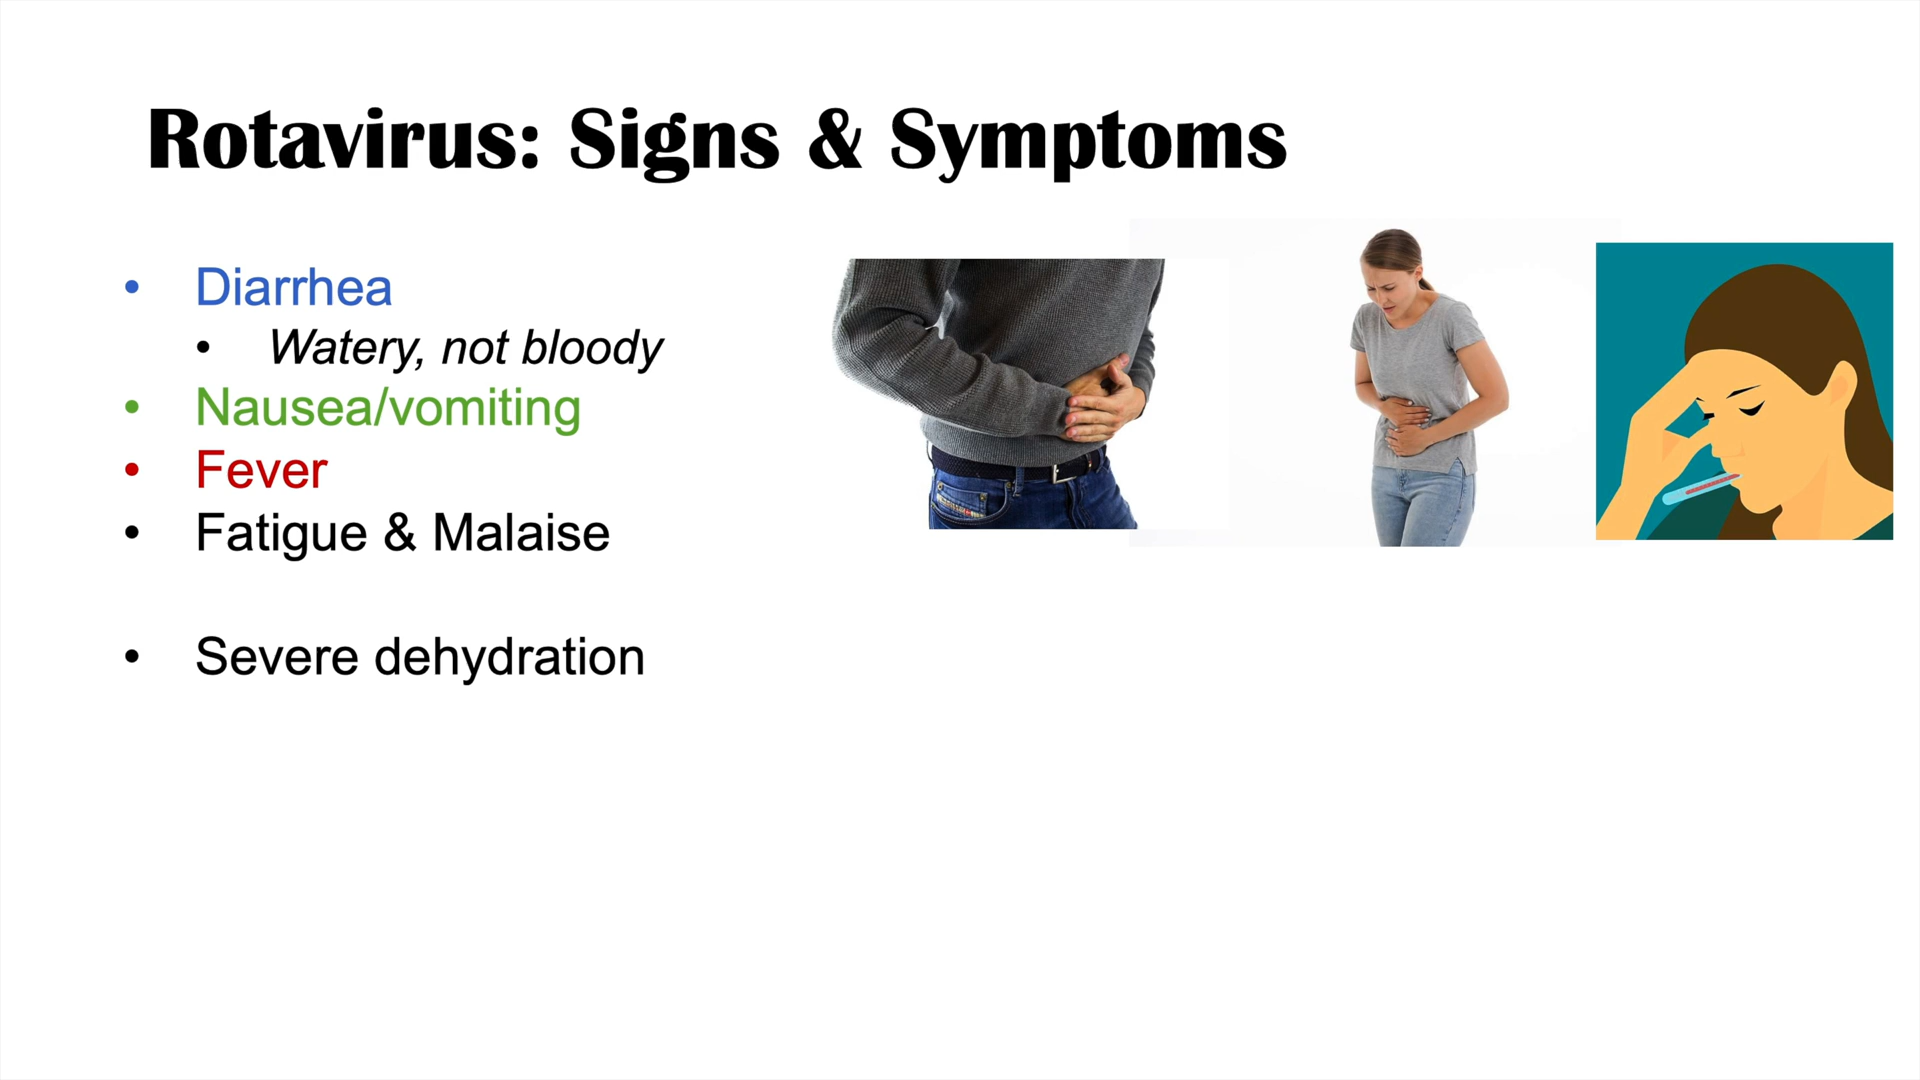 Rotavirus: Signs & Symptoms
• Diarrhea
• Watery, not bloody
• Nausea/vomiting
• Fever
• Fatigue & Malaise
• Severe dehydration